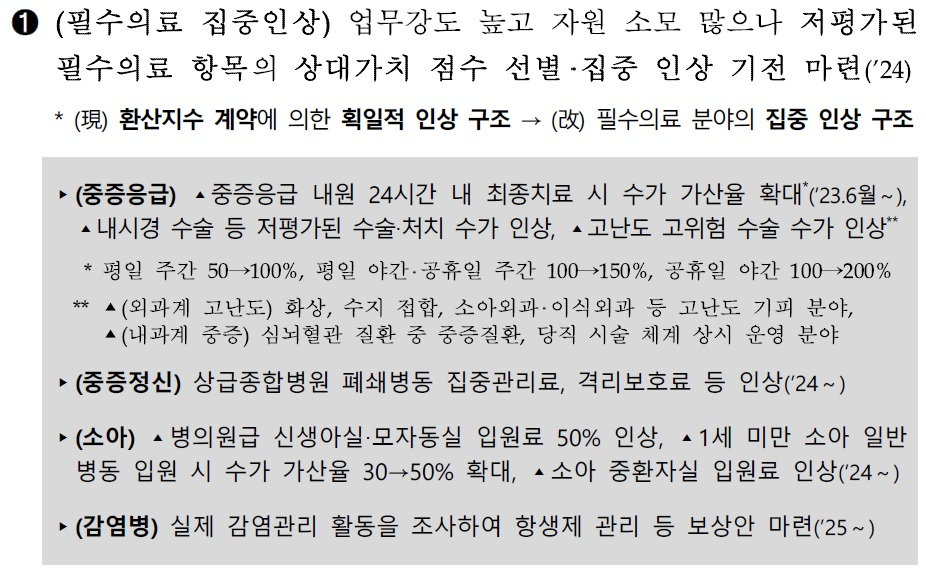 ❶ (필수의료 집중인상) 업무강도 높고 자원 소모 많으나 저평가된
필수의료 항목의 상대가치 점수 선별·집중 인상 기전 마련('24)
* (現) 환산지수 계약에 의한 획일적 인상 구조 → (改) 필수의료 분야의 집중 인상 구조
▸ (중증응급) ▲중증응급 내원 24시간 내 최종치료 시 수가 가산율 확대*('23.6월~),
▲내시경 수술 등 저평가된 수술·처치 수가 인상, ▲고난도 고위험 수술 수가 인상**
* 평일 주간 50→100%, 평일 야간·공휴일 주간 100→150%, 공휴일 야간 100→200%
** ▲(외과계 고난도) 화상, 수지 접합, 소아외과·이식외과 등 고난도 기피 분야,
▲(내과계 중증) 심뇌혈관 질환 중 중증질환, 당직 시술 체계 상시 운영 분야
▸ (중증정신) 상급종합병원 폐쇄병동 집중관리료, 격리보호료 등 인상('24~)
▸ (소아) ▲병의원급 신생아실·모자동실 입원료 50% 인상, ▲1세 미만 소아 일반
병동 입원 시 수가 가산율 30→50% 확대, ▲소아 중환자실 입원료 인상('24~)
▸ (감염병) 실제 감염관리 활동을 조사하여 항생제 관리 등 보상안 마련('25~)